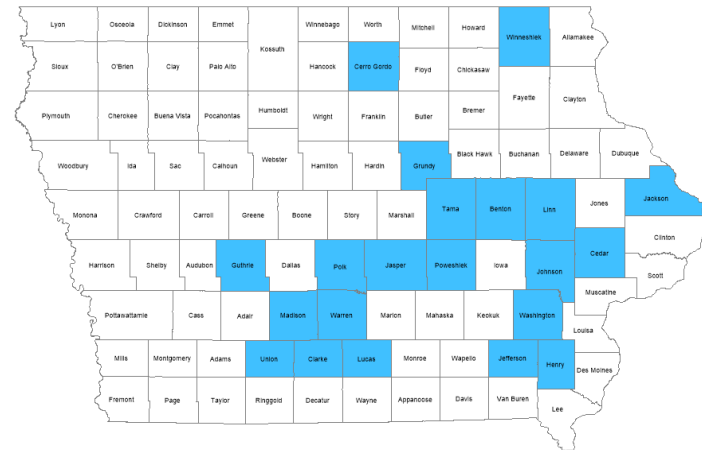 Lyon Osceola Dickinson Emmet Winnebago Worth Mitchell Howard Winneshiek Allamakee
Kossuth
Sioux O'Brien Clay Palo Alto Hancock Cerro Gordo Floyd Chickasaw
Fayette Clayton
Plymouth Cherokee Buena Vista Pocahontas Humboldt Wright Franklin Butler Bremer
Woodbury Ida Sac Calhoun Webster Hamilton Hardin Grundy Black Hawk Buchanan Delaware Dubuque
Jones Jackson
Monona Crawford Carroll Greene Boone Story Marshall Tama Benton Linn
Clinton
Harrison Shelby Audubon Guthrie Dallas Polk Jasper Poweshiek Iowa Johnson Cedar
Scott
Muscatine
Pottawattamie Cass Adair Madison Warren Marion Mahaska Keokuk Washington
Louisa
Mills Montgomery Adams Union Clarke Lucas Monroe Wapello Jefferson Henry
Des Moines
Fremont Page Taylor Ringgold Decatur Wayne Appancose Davis Van Buren
Lee